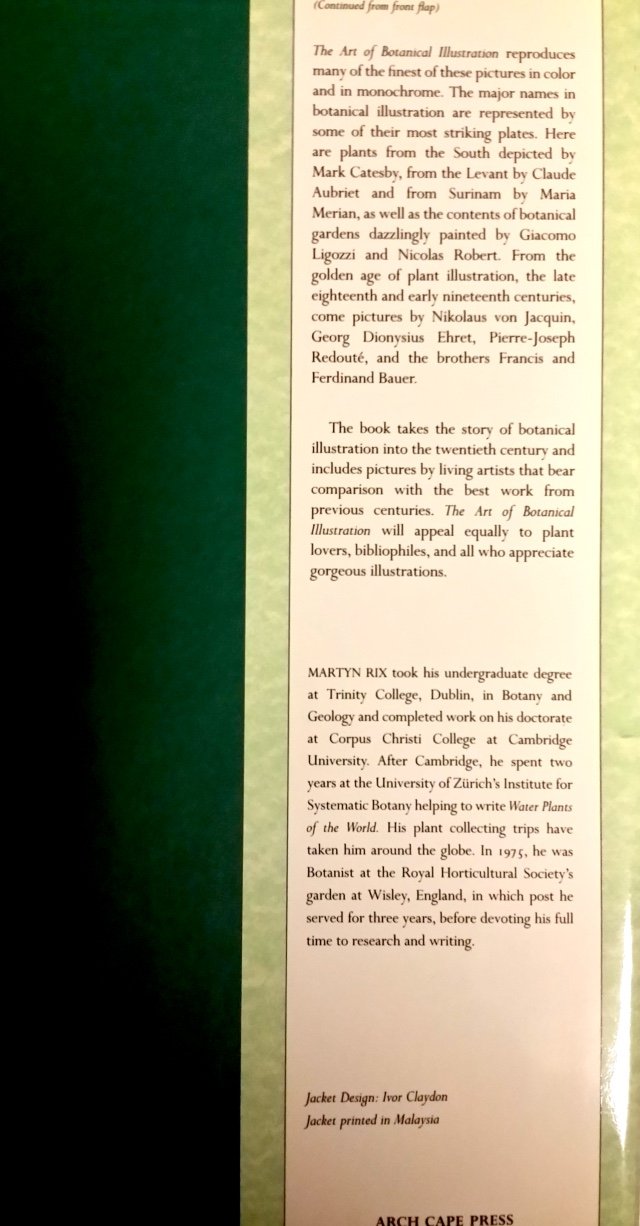 (Continued from front flap)
The Art of Botanical Illustration reproduces
many of the finest of these pictures in color
and in monochrome. The major names in
botanical illustration are represented by
some of their most striking plates. Here
are plants from the South depicted by
Mark Catesby, from the Levant by Claude
Aubriet and from Surinam by Maria
Merian, as well as the contents of botanical
gardens dazzlingly painted by Giacomo
Ligozzi and Nicolas Robert. From the
golden age of plant illustration, the late
eighteenth and early nineteenth centuries,
come pictures by Nikolaus von Jacquin,
Georg Dionysius Ehret, Pierre-Joseph
Redouté, and the brothers Francis and
Ferdinand Bauer.
The book takes the story of botanical
illustration into the twentieth century and
includes pictures by living artists that bear
comparison with the best work from
previous centuries. The Art of Botanical
Illustration will appeal equally to plant
lovers, bibliophiles, and all who appreciate
gorgeous illustrations.
MARTYN RIX took his undergraduate degree
at Trinity College, Dublin, in Botany and
Geology and completed work on his doctorate
at Corpus Christi College at Cambridge
University. After Cambridge, he spent two
years at the University of Zürich's Institute for
Systematic Botany helping to write Water Plants
of the World. His plant collecting trips have
taken him around the globe. In 1975, he was
Botanist at the Royal Horticultural Society's
garden at Wisley, England, in which post he
served for three years, before devoting his full
time to research and writing.
Jacket Design: Ivor Claydon
Jacket printed in Malaysia
ARCH CAPE PRESS